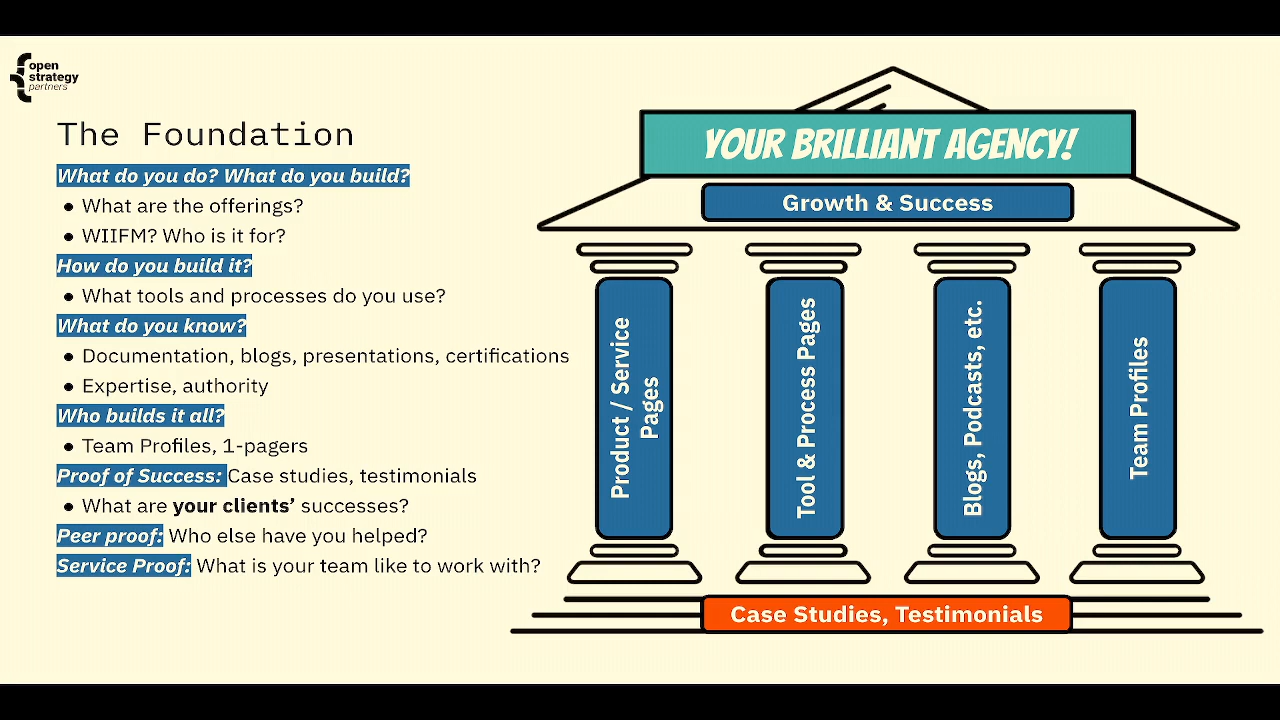 open
strategy
partners
The Foundation
What do you do? What do you build?
● What are the offerings?
● WIIFM? Who is it for?
How do you build it?
● What tools and processes do you use?
What do you know?
● Documentation, blogs, presentations, certifications
● Expertise, authority
Who builds it all?
● Team Profiles, 1-pagers
Proof of Success: Case studies, testimonials
● What are your clients’ successes?
Peer proof: Who else have you helped?
Service Proof: What is your team like to work with?
YOUR BRILLIANT AGENCY!
Growth & Success
Product / Service
Pages
Tool & Process Pages
Blogs, Podcasts, etc.
Team Profiles
Case Studies, Testimonials